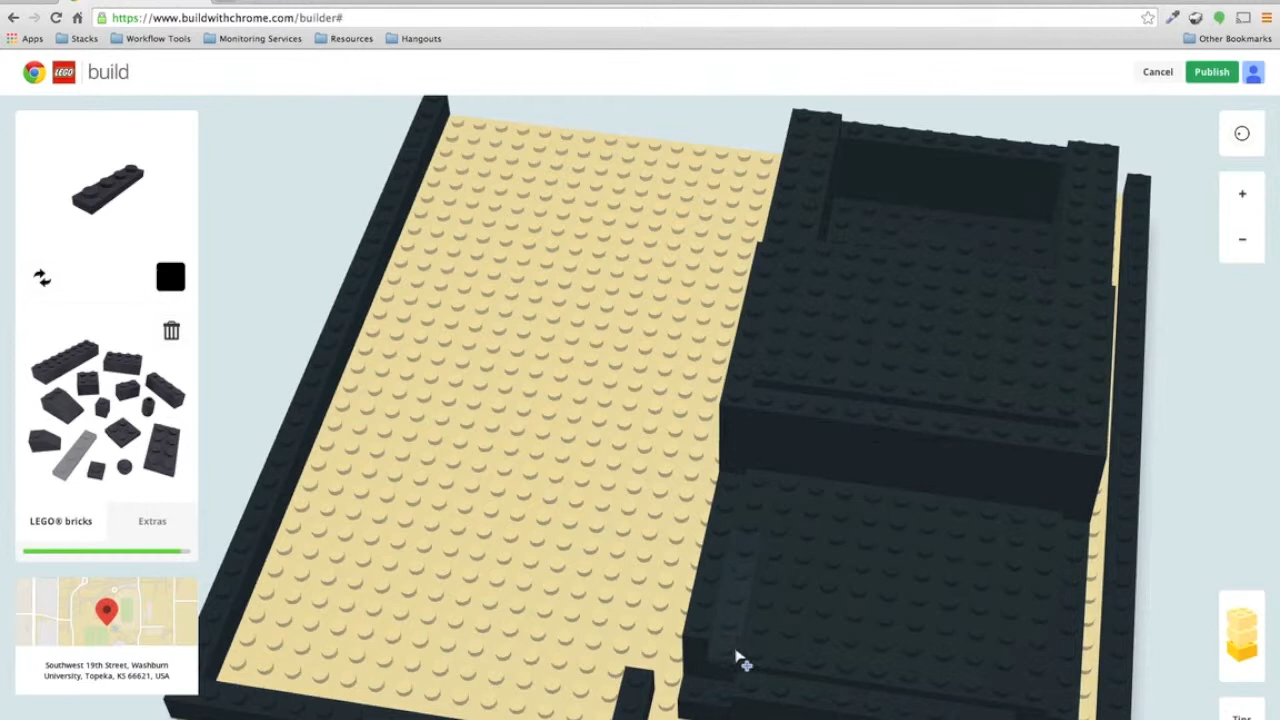 https://www.buildwithchrome.com/builder#
Apps
Stacks
Workflow Tools
Monitoring Services
Resources
Hangouts
Other Bookmarks
LEGO
build
Cancel
Publish
LEGO® bricks
Extras
Southwest 19th Street, Washburn
University, Topeka, KS 66621, USA
Tips